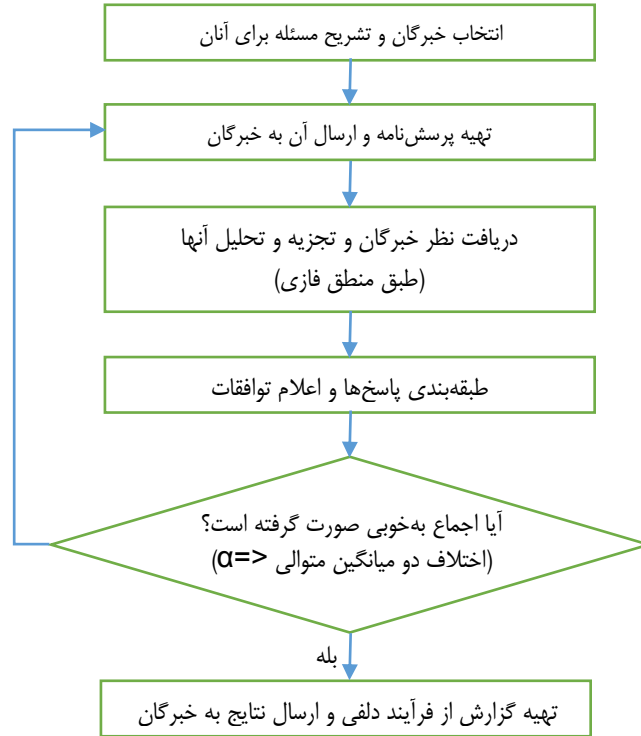 انتخاب خبرگان و تشریح مسئله برای آنان
تهیه پرسش‌نامه و ارسال آن به خبرگان
دریافت نظر خبرگان و تجزیه و تحلیل آنها
(طبق منطق فازی)
طبقه‌بندی پاسخ‌ها و اعلام توافقات
آیا اجماع به‌خوبی صورت گرفته است؟
(اختلاف دو میانگین متوالی <=α)
بله
تهیه گزارش از فرآیند دلفی و ارسال نتایج به خبرگان